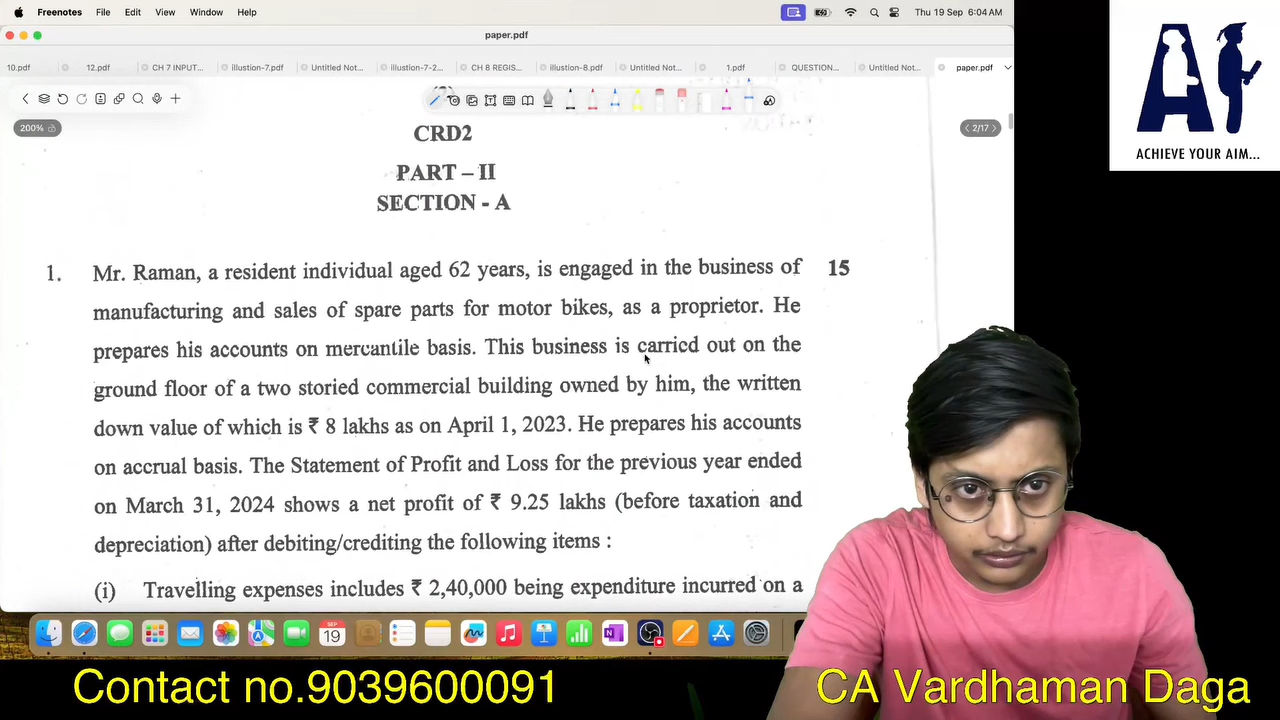 Freenotes File Edit View Window Help Thu 19 Sep 6:04 AM
paper.pdf
10.pdf 12.pdf CH 7 INPUT... illustion-7.pdf Untitled Not... illustion-7-2... CH 8 REGIS... illustion-8.pdf Untitled Not... 1.pdf QUESTION... Untitled Not... paper.pdf
200% 2/17
CRD2
PART – II
SECTION - A
1. Mr. Raman, a resident individual aged 62 years, is engaged in the business of 15
manufacturing and sales of spare parts for motor bikes, as a proprietor. He
prepares his accounts on mercantile basis. This business is carried out on the
ground floor of a two storied commercial building owned by him, the written
down value of which is ₹ 8 lakhs as on April 1, 2023. He prepares his accounts
on accrual basis. The Statement of Profit and Loss for the previous year ended
on March 31, 2024 shows a net profit of ₹ 9.25 lakhs (before taxation and
depreciation) after debiting/crediting the following items :
(i) Travelling expenses includes ₹ 2,40,000 being expenditure incurred on a
SEP
19
A
ACHIEVE YOUR AIM...
Contact no.9039600091 CA Vardhaman Daga